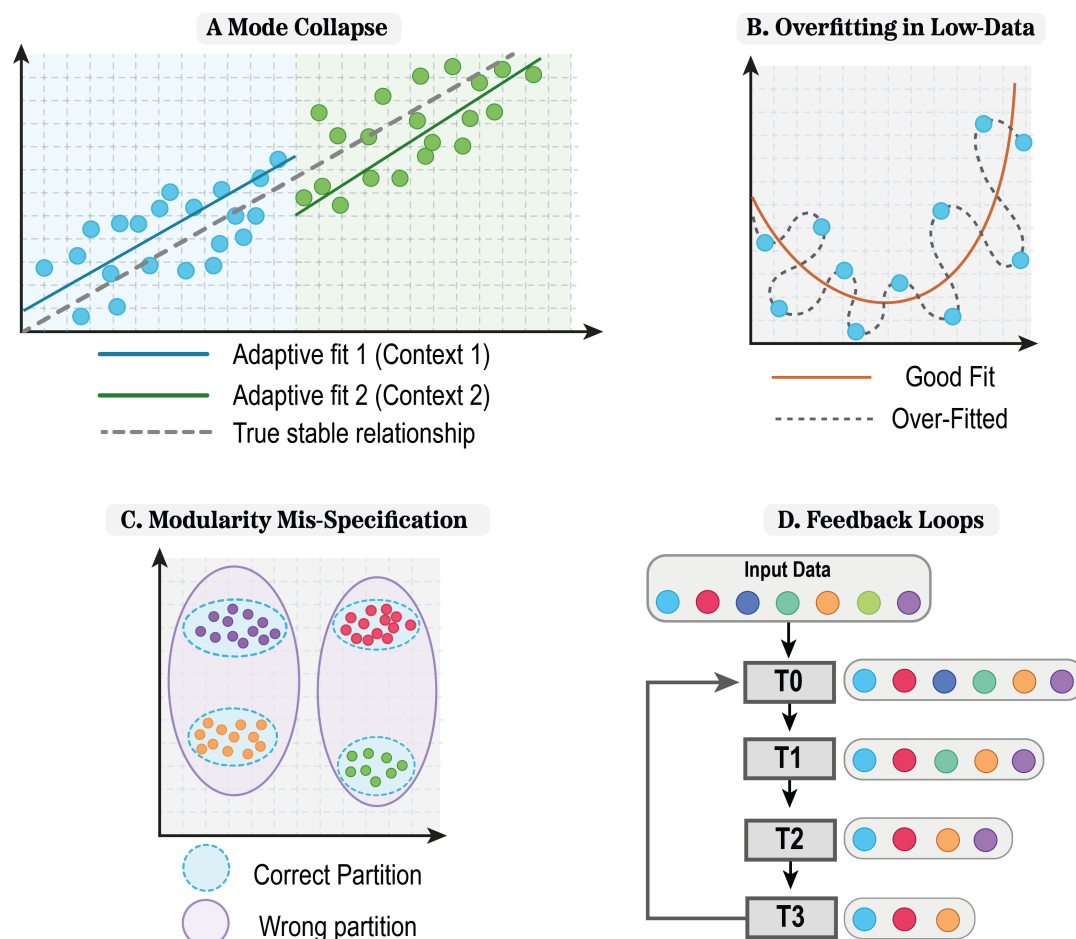 A Mode Collapse
Adaptive fit 1 (Context 1)
Adaptive fit 2 (Context 2)
True stable relationship
B. Overfitting in Low-Data
Good Fit
Over-Fitted
C. Modularity Mis-Specification
Correct Partition
Wrong partition
D. Feedback Loops
Input Data
T0
T1
T2
T3